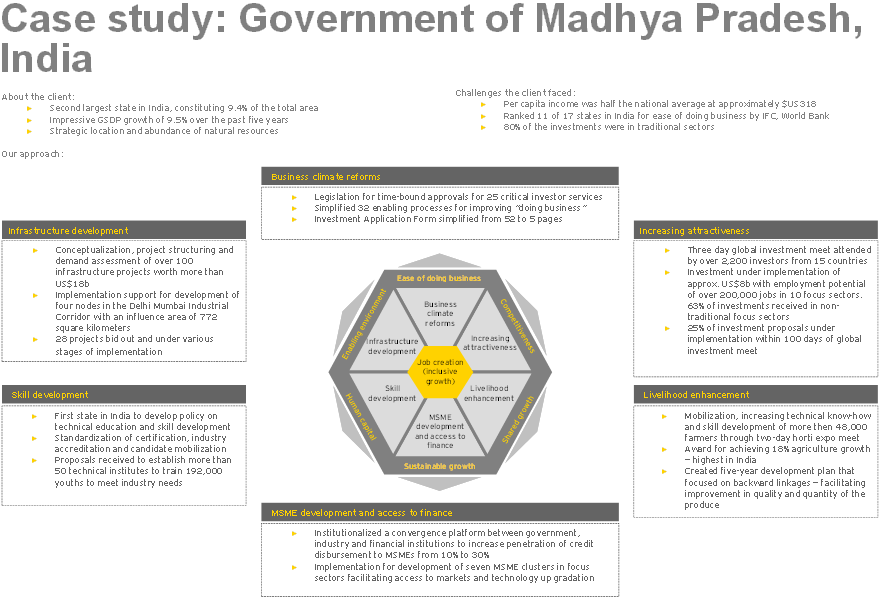 Case study: Government of Madhya Pradesh,
India
About the client:
► Second largest state in India, constituting 9.4% of the total area
► Impressive GSDP growth of 9.5% over the past five years
► Strategic location and abundance of natural resources
Challenges the client faced:
► Per capita income was half the national average at approximately $US318
► Ranked 11 of 17 states in India for ease of doing business by IFC, World Bank
► 80% of the investments were in traditional sectors
Our approach:
Business climate reforms
► Legislation for time-bound approvals for 25 critical investor services
► Simplified 32 enabling processes for improving "doing business "
► Investment Application Form simplified from 52 to 5 pages
Infrastructure development
► Conceptualization, project structuring and
demand assessment of over 100
infrastructure projects worth more than
US$18b
► Implementation support for development of
four nodes in the Delhi Mumbai Industrial
Corridor with an influence area of 772
square kilometers
► 28 projects bid out and under various
stages of implementation
Increasing attractiveness
► Three day global investment meet attended
by over 2,200 investors from 15 countries
► Investment under implementation of
approx. US$8b with employment potential
of over 200,000 jobs in 10 focus sectors.
63% of investments received in non-
traditional focus sectors
► 25% of investment proposals under
implementation within 100 days of global
investment meet
Ease of doing business
Enabling environment
Competitiveness
Business
climate
reforms
Infrastructure
development
Increasing
attractiveness
Job creation
(inclusive
growth)
Skill
development
Livelihood
enhancement
MSME
development
and access to
finance
Human capital
Shared growth
Sustainable growth
Skill development
► First state in India to develop policy on
technical education and skill development
► Standardization of certification, industry
accreditation and candidate mobilization
► Proposals received to establish more than
50 technical institutes to train 192,000
youths to meet industry needs
Livelihood enhancement
► Mobilization, increasing technical know-how
and skill development of more then 48,000
farmers through two-day horti expo meet
► Award for achieving 18% agriculture growth
– highest in India
► Created five-year development plan that
focused on backward linkages – facilitating
improvement in quality and quantity of the
produce
MSME development and access to finance
► Institutionalized a convergence platform between government,
industry and financial institutions to increase penetration of credit
disbursement to MSMEs from 10% to 30%
► Implementation for development of seven MSME clusters in focus
sectors facilitating access to markets and technology up gradation